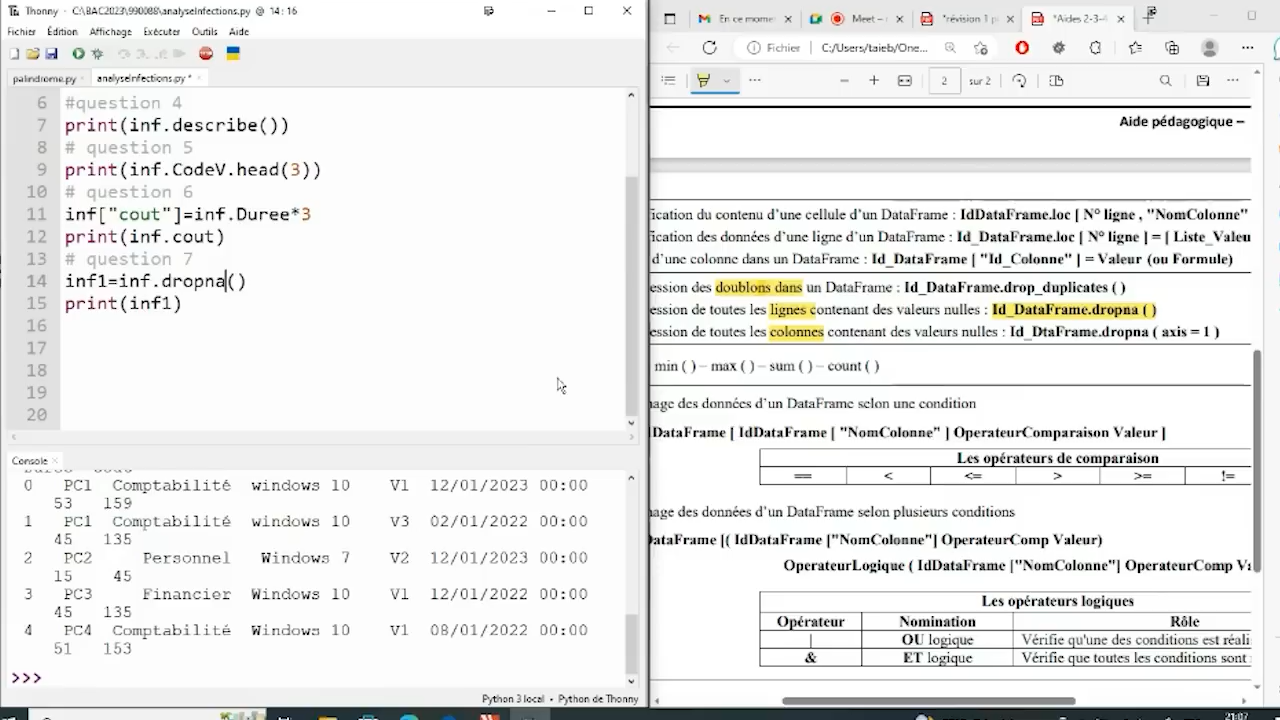 Thonny - C:\BAC2023\990088\analyseInfections.py @ 14 : 16
Fichier Édition Affichage Exécuter Outils Aide
palindrome.py × analyseInfections.py * ×
6 #question 4
7 print(inf.describe())
8 # question 5
9 print(inf.CodeV.head(3))
10 # question 6
11 inf["cout"]=inf.Duree*3
12 print(inf.cout)
13 # question 7
14 inf1=inf.dropna()
15 print(inf1)
16
17
18
19
20
Console ×
0 PC1 Comptabilité windows 10 V1 12/01/2023 00:00
53 159
1 PC1 Comptabilité windows 10 V3 02/01/2022 00:00
45 135
2 PC2 Personnel Windows 7 V2 12/01/2023 00:00
15 45
3 PC3 Financier Windows 10 V1 12/01/2022 00:00
45 135
4 PC4 Comptabilité Windows 10 V1 08/01/2022 00:00
51 153
>>>
Python 3 local • Python de Thonny
En ce mome × Meet – × *révision 1 p × *Aides 2-3-4 ×
Fichier C:/Users/taieb/One...
2 sur 2
Aide pédagogique –
ication du contenu d'une cellule d'un DataFrame : IdDataFrame.loc [ N° ligne , "NomColonne"
ication des données d'une ligne d'un DataFrame : Id_DataFrame.loc [ N° ligne ] = [ Liste_Valeu
d'une colonne dans un DataFrame : Id_DataFrame [ "Id_Colonne" ] = Valeur (ou Formule)
ession des doublons dans un DataFrame : Id_DataFrame.drop_duplicates ( )
ession de toutes les lignes contenant des valeurs nulles : Id_DataFrame.dropna ( )
ession de toutes les colonnes contenant des valeurs nulles : Id_DtaFrame.dropna ( axis = 1 )
min ( ) – max ( ) – sum ( ) – count ( )
age des données d'un DataFrame selon une condition
DataFrame [ IdDataFrame [ "NomColonne" ] OperateurComparaison Valeur ]
Les opérateurs de comparaison
== < <= > >= !=
age des données d'un DataFrame selon plusieurs conditions
DataFrame [( IdDataFrame ["NomColonne"] OperateurComp Valeur)
OperateurLogique ( IdDataFrame ["NomColonne"] OperateurComp Va
Les opérateurs logiques
Opérateur Nomination Rôle
| OU logique Vérifie qu'une des conditions est réali
& ET logique Vérifie que toutes les conditions sont
21:07